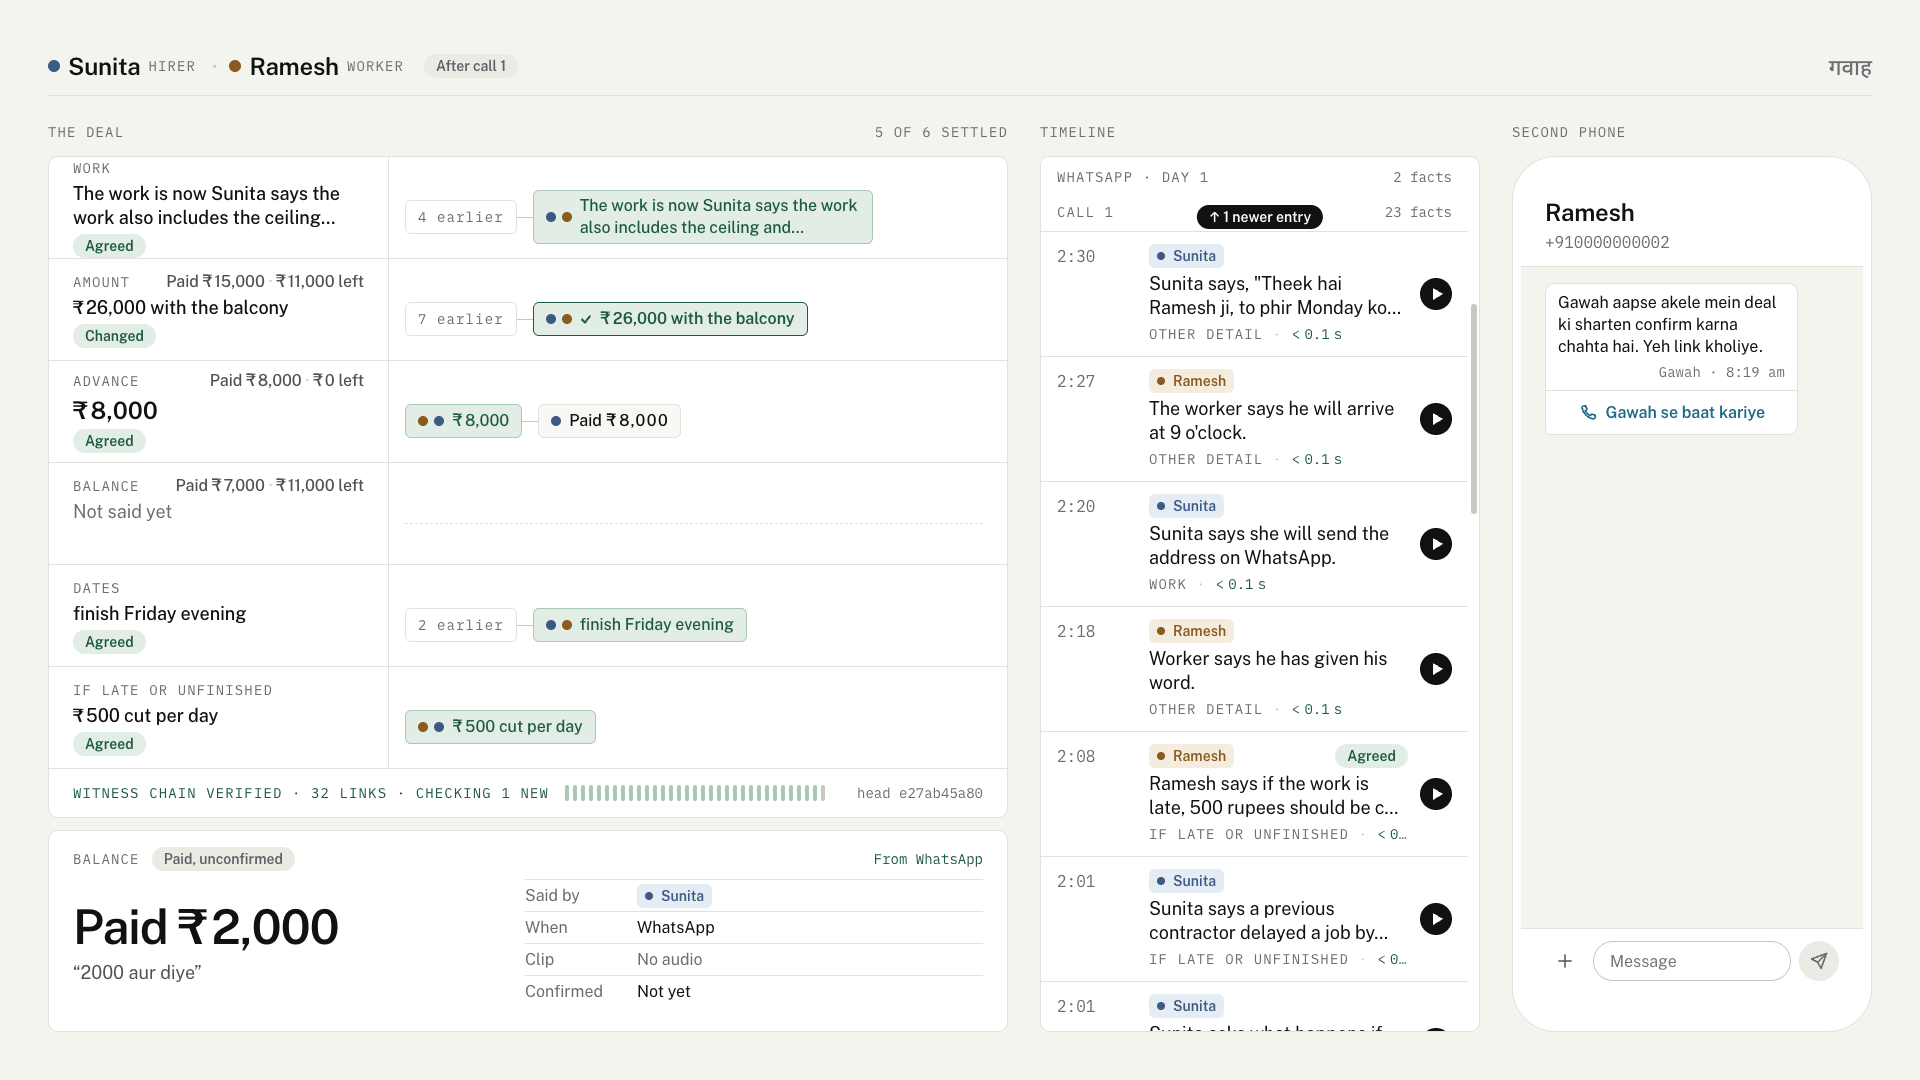 Sunita HIRER · Ramesh WORKER After call 1
गवाह
THE DEAL 5 OF 6 SETTLED
WORK
The work is now Sunita says the
work also includes the ceiling...
Agreed
4 earlier
The work is now Sunita says the work
also includes the ceiling and...
AMOUNT Paid ₹15,000 · ₹11,000 left
₹26,000 with the balcony
Changed
7 earlier
₹26,000 with the balcony
ADVANCE Paid ₹8,000 · ₹0 left
₹8,000
Agreed
₹8,000
Paid ₹8,000
BALANCE Paid ₹7,000 · ₹11,000 left
Not said yet
DATES
finish Friday evening
Agreed
2 earlier
finish Friday evening
IF LATE OR UNFINISHED
₹500 cut per day
Agreed
₹500 cut per day
WITNESS CHAIN VERIFIED · 32 LINKS · CHECKING 1 NEW head e27ab45a80
BALANCE Paid, unconfirmed From WhatsApp
Paid ₹2,000
“2000 aur diye”
Said by Sunita
When WhatsApp
Clip No audio
Confirmed Not yet
TIMELINE
WHATSAPP · DAY 1 2 facts
CALL 1 23 facts
↑ 1 newer entry
2:30 Sunita
Sunita says, "Theek hai
Ramesh ji, to phir Monday ko...
OTHER DETAIL · <0.1 s
2:27 Ramesh
The worker says he will arrive
at 9 o'clock.
OTHER DETAIL · <0.1 s
2:20 Sunita
Sunita says she will send the
address on WhatsApp.
WORK · <0.1 s
2:18 Ramesh
Worker says he has given his
word.
OTHER DETAIL · <0.1 s
2:08 Ramesh Agreed
Ramesh says if the work is
late, 500 rupees should be c...
IF LATE OR UNFINISHED · <0...
2:01 Sunita
Sunita says a previous
contractor delayed a job by...
IF LATE OR UNFINISHED · <0...
2:01 Sunita
Sunita asks what happens if
SECOND PHONE
Ramesh
+910000000002
Gawah aapse akele mein deal
ki sharten confirm karna
chahta hai. Yeh link kholiye.
Gawah · 8:19 am
Gawah se baat kariye
Message